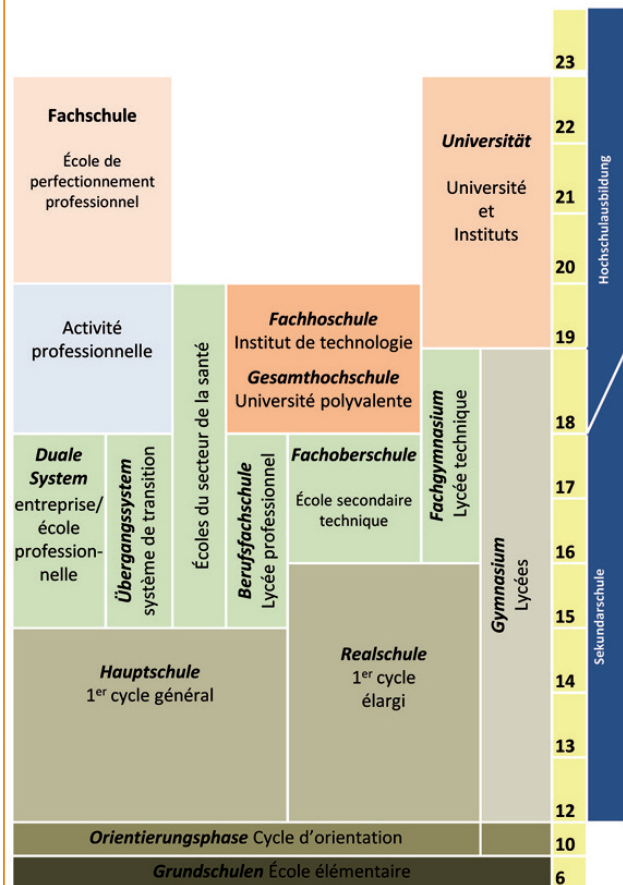 23
Fachschule
École de
perfectionnement
professionnel
Universität
Université
et
Instituts
22
21
20
Hochschulausbildung
Activité
professionnelle
Écoles du secteur de la santé
Fachhoschule
Institut de technologie
Gesamthochschule
Université polyvalente
19
18
Duale
System
entreprise/
école
profession-
nelle
Übergangssystem
système de transition
Berufsfachschule
Lycée professionnel
Fachoberschule
École secondaire
technique
Fachgymnasium
Lycée technique
Gymnasium
Lycées
17
16
15
Sekundarschule
Hauptschule
1er cycle général
Realschule
1er cycle
élargi
14
13
12
Orientierungsphase Cycle d'orientation
10
Grundschulen École élémentaire
6